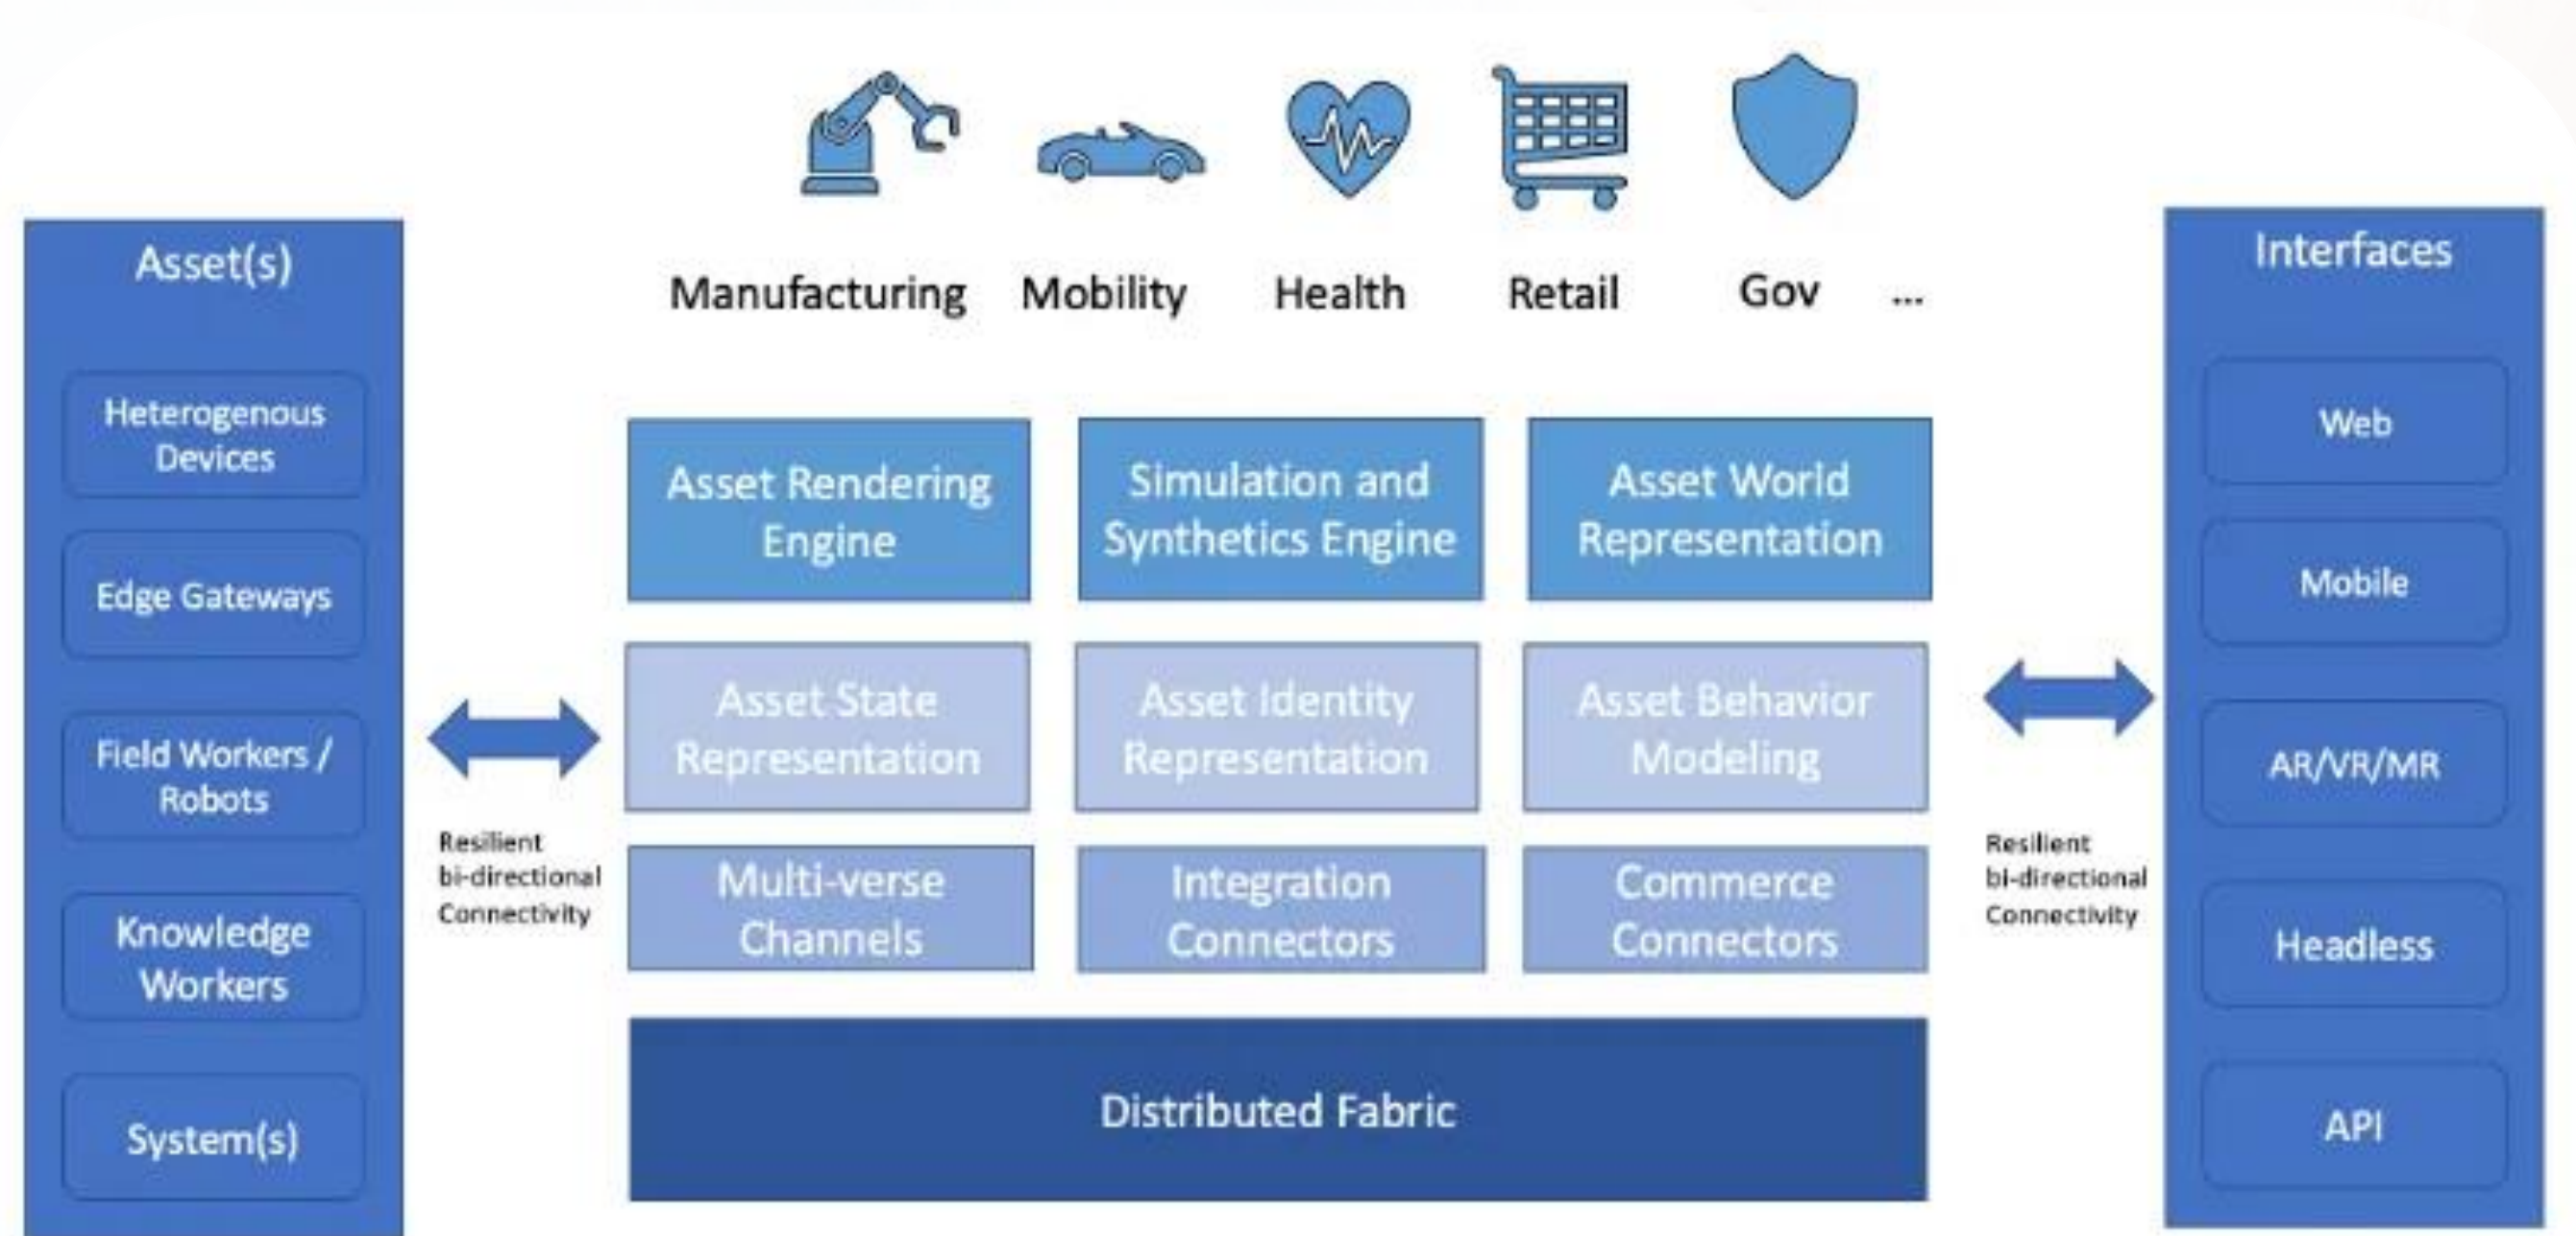 Manufacturing Mobility Health Retail Gov ...
Asset(s)
Heterogenous
Devices
Edge Gateways
Field Workers /
Robots
Knowledge
Workers
System(s)
Resilient
bi-directional
Connectivity
Asset Rendering
Engine
Simulation and
Synthetics Engine
Asset World
Representation
Asset State
Representation
Asset Identity
Representation
Asset Behavior
Modeling
Multi-verse
Channels
Integration
Connectors
Commerce
Connectors
Distributed Fabric
Resilient
bi-directional
Connectivity
Interfaces
Web
Mobile
AR/VR/MR
Headless
API